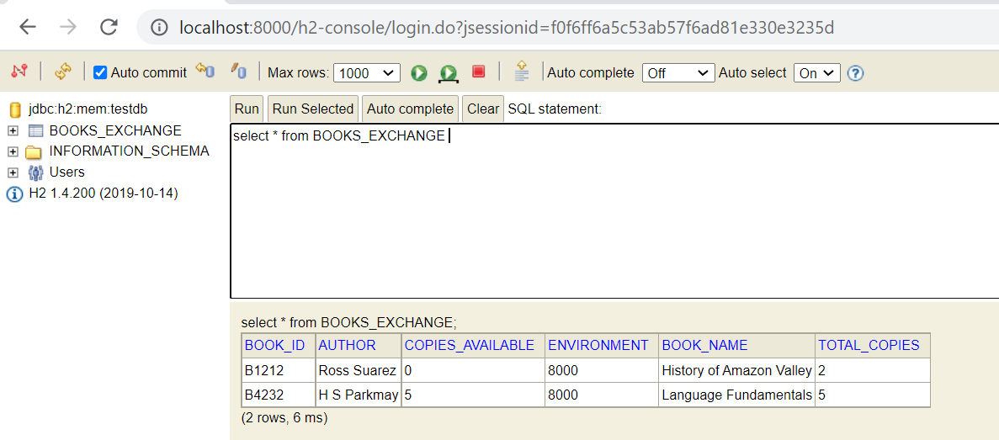 localhost:8000/h2-console/login.do?jsessionid=f0f6ff6a5c53ab57f6ad81e330e3235d
Auto commit Max rows: 1000 Auto complete Off Auto select On ?
jdbc:h2:mem:testdb
BOOKS_EXCHANGE
INFORMATION_SCHEMA
Users
H2 1.4.200 (2019-10-14)
Run Run Selected Auto complete Clear SQL statement:
select * from BOOKS_EXCHANGE
select * from BOOKS_EXCHANGE;
BOOK_ID AUTHOR COPIES_AVAILABLE ENVIRONMENT BOOK_NAME TOTAL_COPIES
B1212 Ross Suarez 0 8000 History of Amazon Valley 2
B4232 H S Parkmay 5 8000 Language Fundamentals 5
(2 rows, 6 ms)